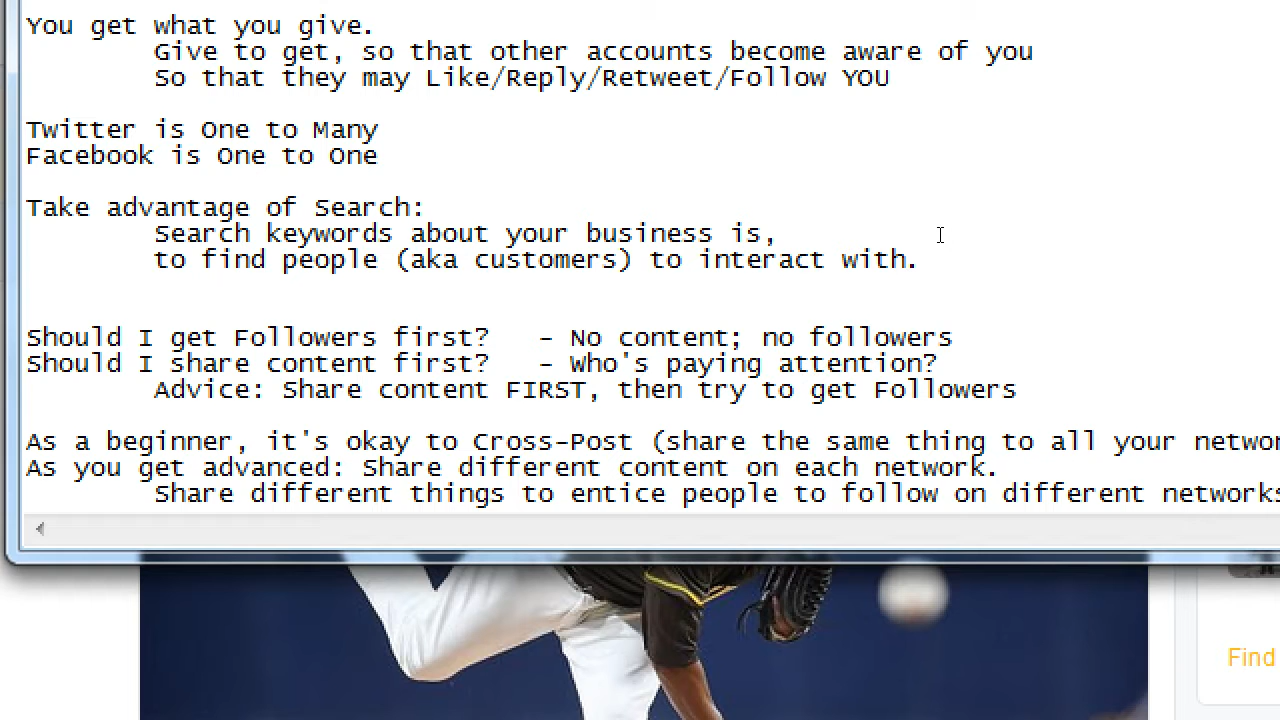 You get what you give.
Give to get, so that other accounts become aware of you
So that they may Like/Reply/Retweet/Follow YOU
Twitter is One to Many
Facebook is One to One
Take advantage of Search:
Search keywords about your business is,
to find people (aka customers) to interact with.
Should I get Followers first? - No content; no followers
Should I share content first? - Who's paying attention?
Advice: Share content FIRST, then try to get Followers
As a beginner, it's okay to Cross-Post (share the same thing to all your networ
As you get advanced: Share different content on each network.
Share different things to entice people to follow on different networks
Find